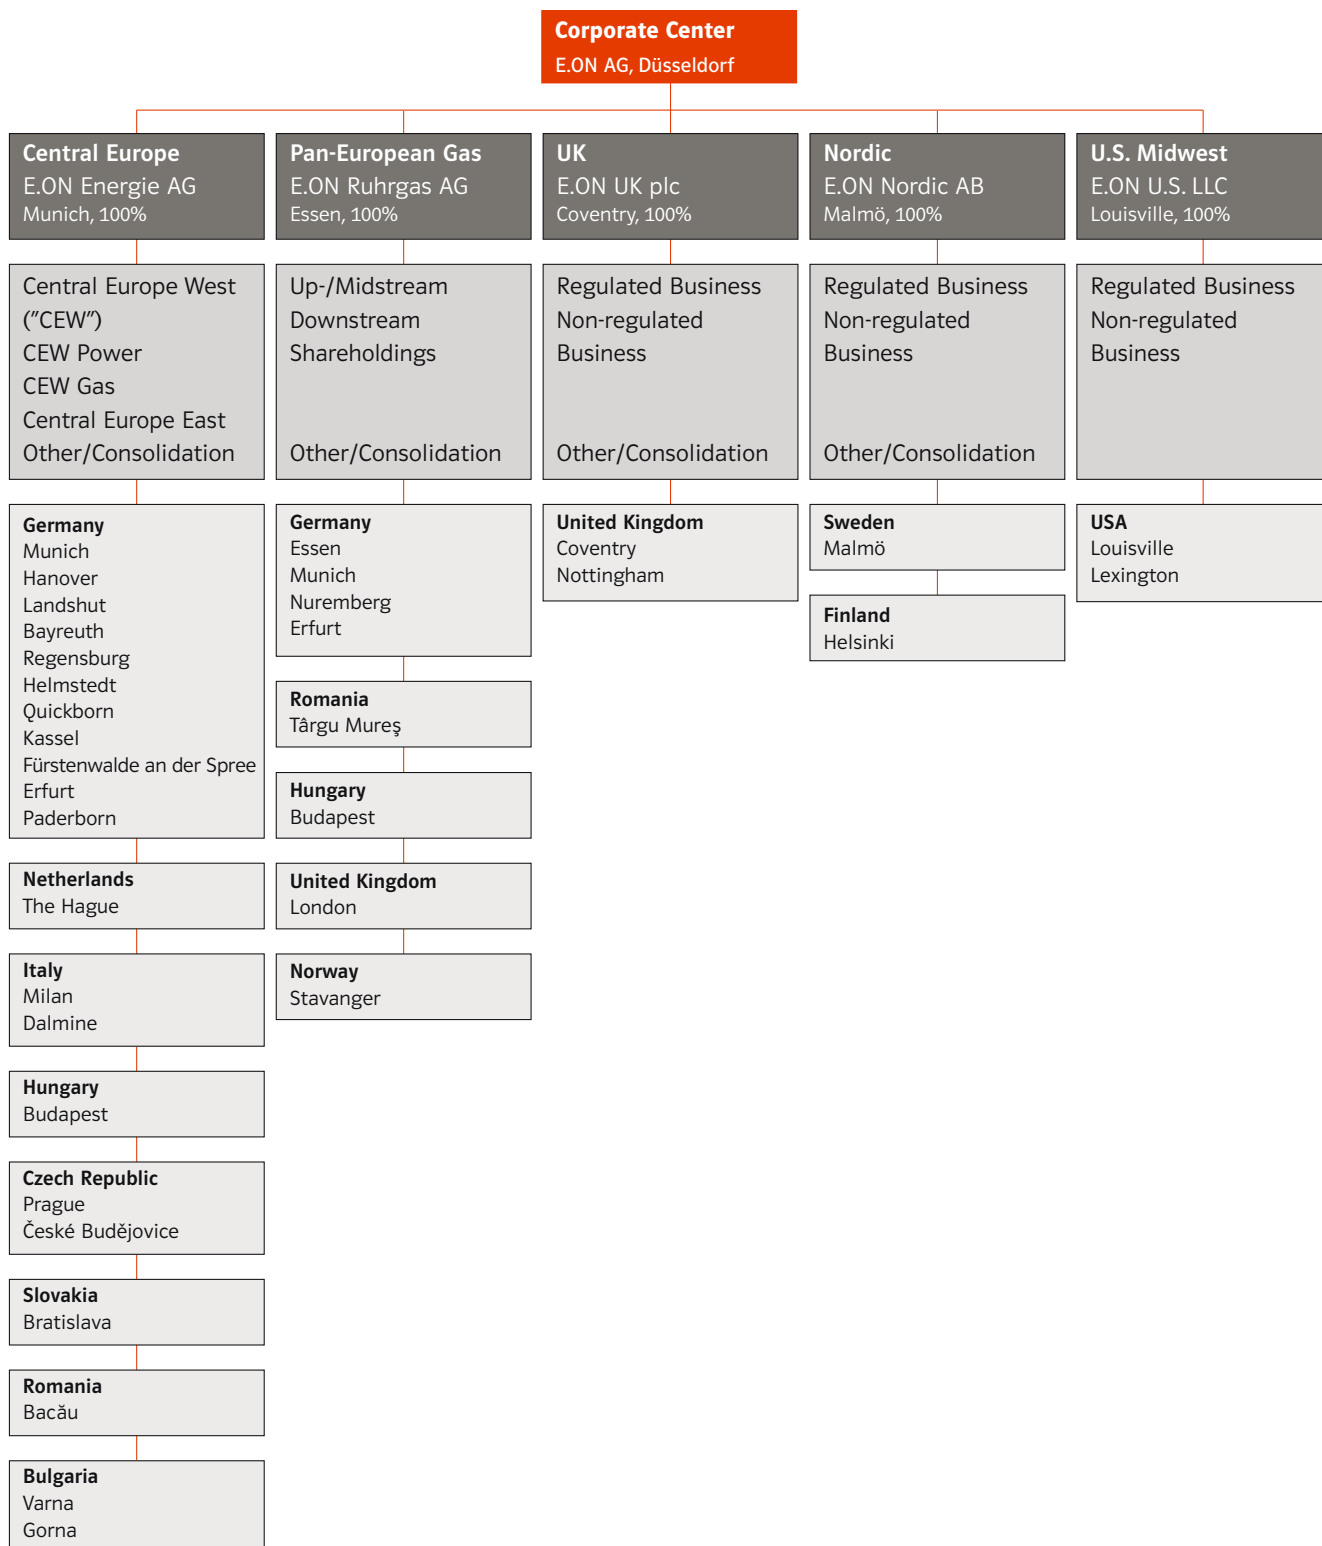 Corporate Center
E.ON AG, Düsseldorf
Central Europe
E.ON Energie AG
Munich, 100%
Pan-European Gas
E.ON Ruhrgas AG
Essen, 100%
UK
E.ON UK plc
Coventry, 100%
Nordic
E.ON Nordic AB
Malmö, 100%
U.S. Midwest
E.ON U.S. LLC
Louisville, 100%
Central Europe West
("CEW")
CEW Power
CEW Gas
Central Europe East
Other/Consolidation
Up-/Midstream
Downstream
Shareholdings
Other/Consolidation
Regulated Business
Non-regulated
Business
Other/Consolidation
Regulated Business
Non-regulated
Business
Other/Consolidation
Regulated Business
Non-regulated
Business
Germany
Munich
Hanover
Landshut
Bayreuth
Regensburg
Helmstedt
Quickborn
Kassel
Fürstenwalde an der Spree
Erfurt
Paderborn
Netherlands
The Hague
Italy
Milan
Dalmine
Hungary
Budapest
Czech Republic
Prague
České Budějovice
Slovakia
Bratislava
Romania
Bacău
Bulgaria
Varna
Gorna
Germany
Essen
Munich
Nuremberg
Erfurt
Romania
Târgu Mureş
Hungary
Budapest
United Kingdom
London
Norway
Stavanger
United Kingdom
Coventry
Nottingham
Sweden
Malmö
Finland
Helsinki
USA
Louisville
Lexington